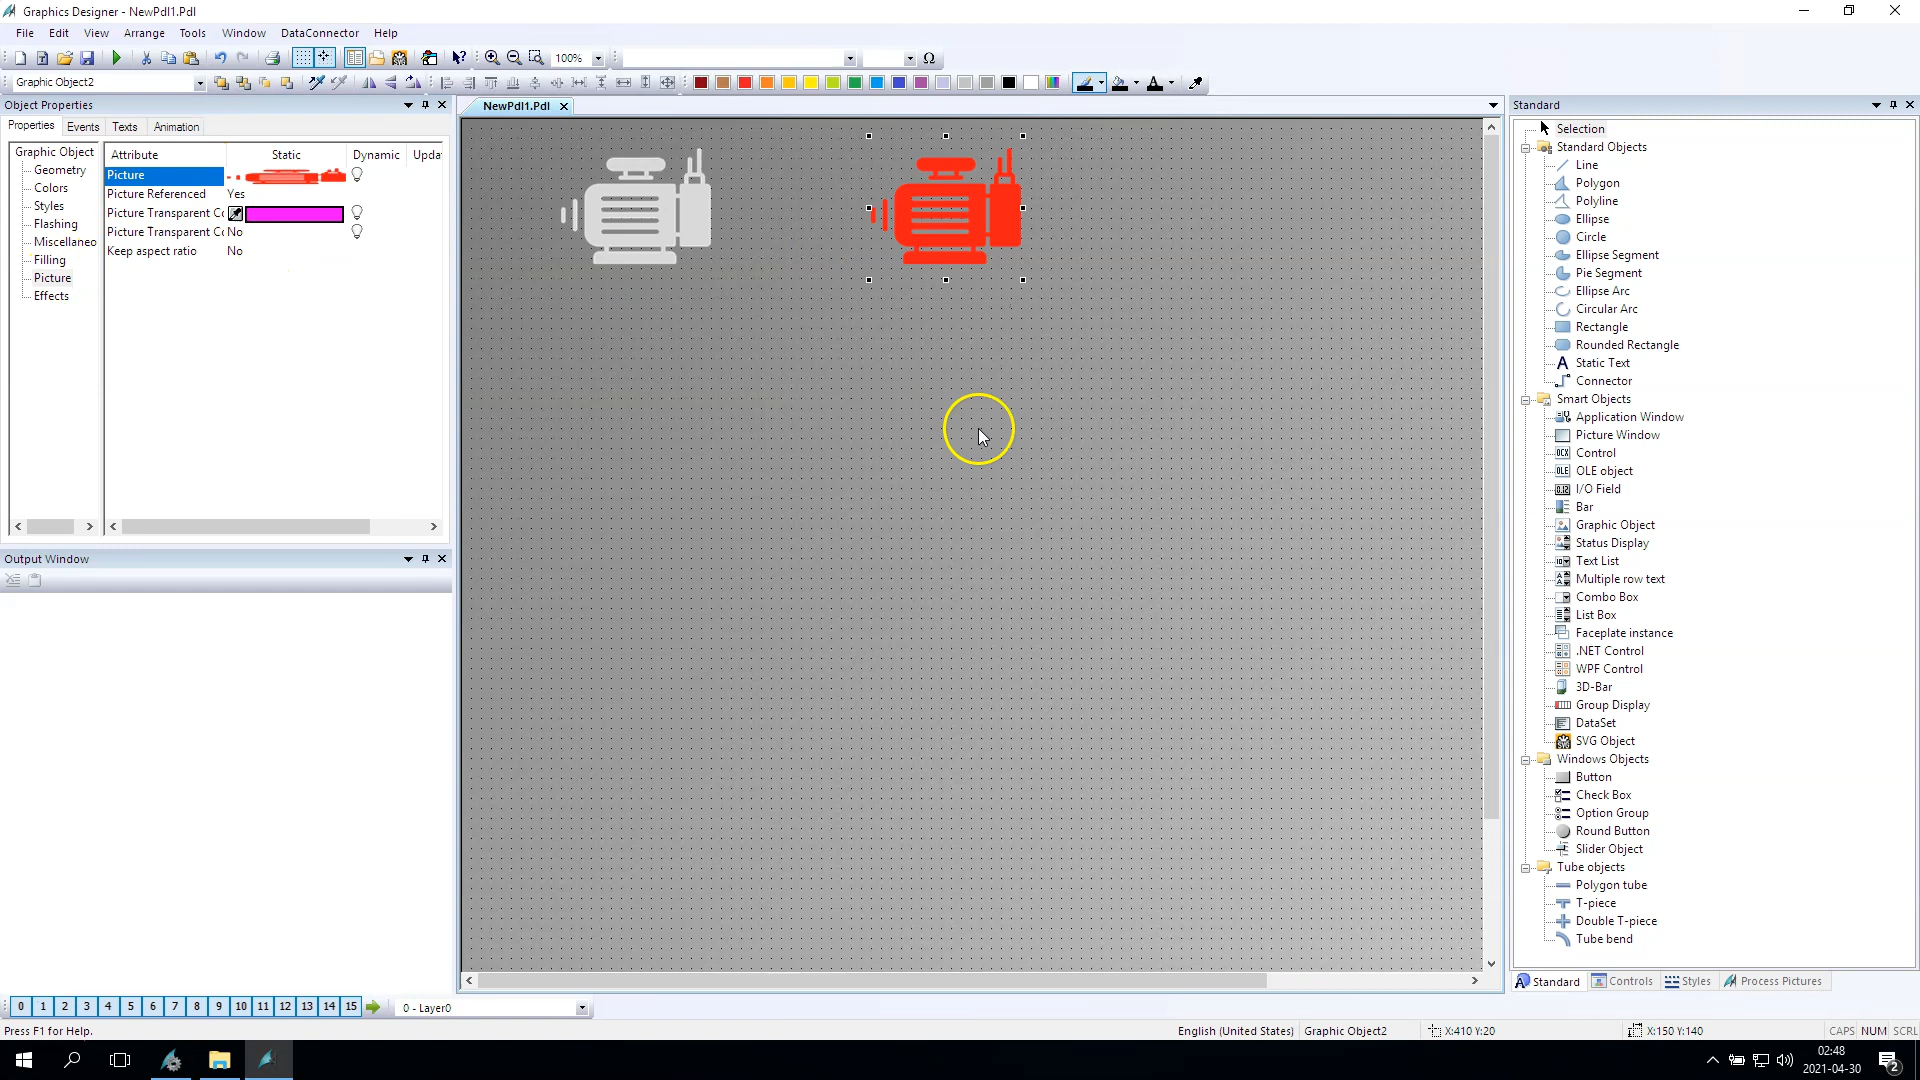 Graphics Designer - NewPdl1.Pdl
File Edit View Arrange Tools Window DataConnector Help
100%
Graphic Object2
Object Properties
Properties Events Texts Animation
Graphic Object
Geometry
Colors
Styles
Flashing
Miscellaneo
Filling
Picture
Effects
Attribute Static Dynamic Upda
Picture
Picture Referenced Yes
Picture Transparent Co
Picture Transparent Co No
Keep aspect ratio No
Output Window
NewPdl1.Pdl
Standard
Selection
Standard Objects
Line
Polygon
Polyline
Ellipse
Circle
Ellipse Segment
Pie Segment
Ellipse Arc
Circular Arc
Rectangle
Rounded Rectangle
Static Text
Connector
Smart Objects
Application Window
Picture Window
Control
OLE object
I/O Field
Bar
Graphic Object
Status Display
Text List
Multiple row text
Combo Box
List Box
Faceplate instance
.NET Control
WPF Control
3D-Bar
Group Display
DataSet
SVG Object
Windows Objects
Button
Check Box
Option Group
Round Button
Slider Object
Tube objects
Polygon tube
T-piece
Double T-piece
Tube bend
Standard Controls Styles Process Pictures
0 1 2 3 4 5 6 7 8 9 10 11 12 13 14 15 0 - Layer0
Press F1 for Help. English (United States) Graphic Object2 X:410 Y:20 X:150 Y:140 CAPS NUM SCRL
02:48
2021-04-30
2